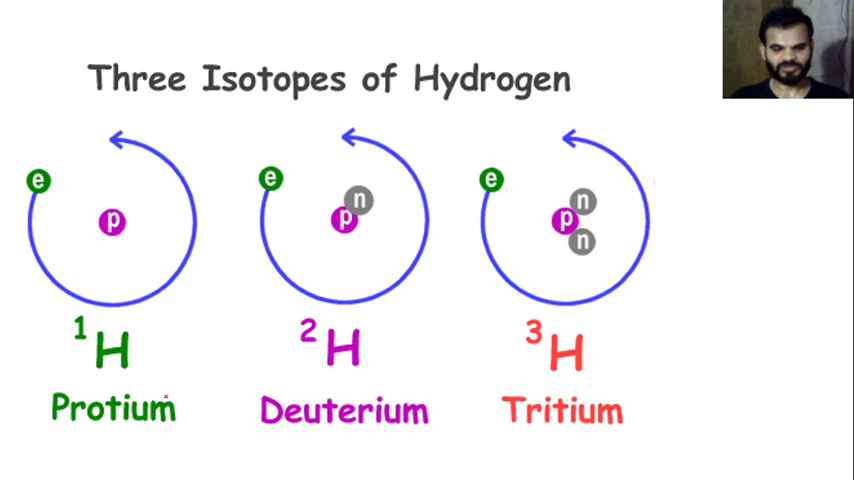 Three Isotopes of Hydrogen
e
p
e
n
p
e
n
p
n
1H
2H
3H
Protium
Deuterium
Tritium